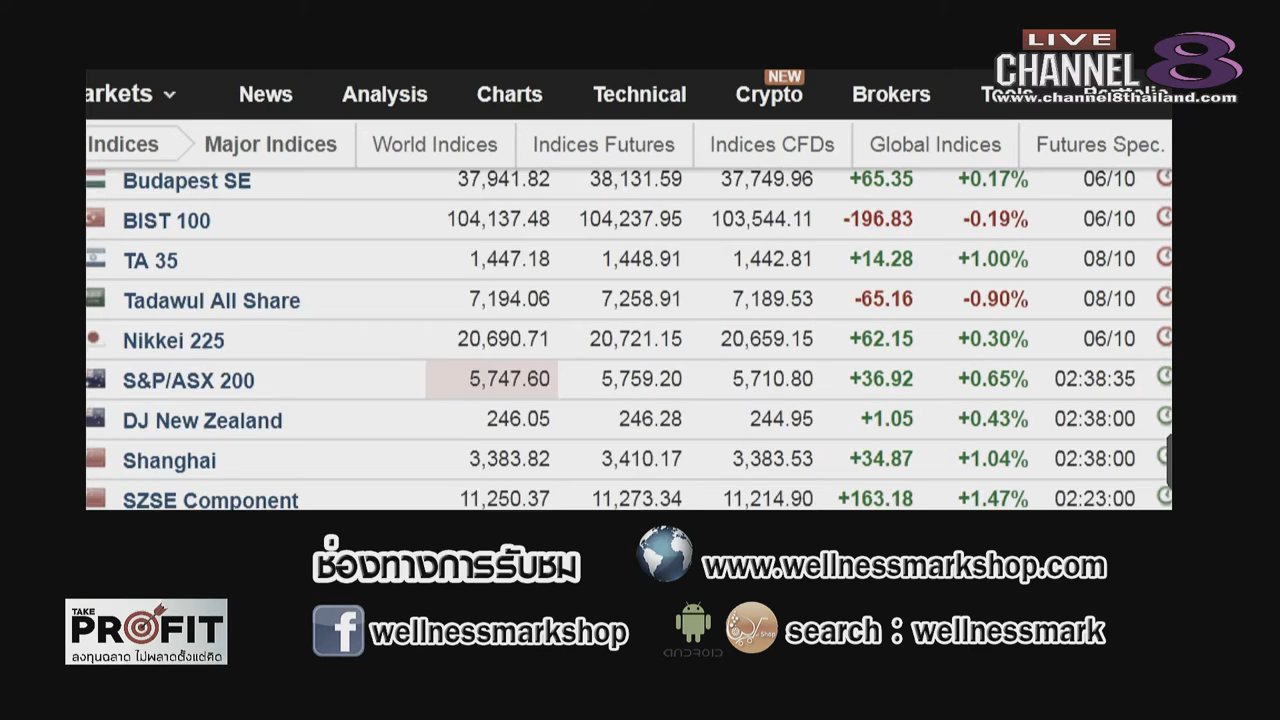 LIVE
CHANNEL 8
www.channel8thailand.com
arkets News Analysis Charts Technical Crypto NEW Brokers Tools Portfolio
Indices Major Indices World Indices Indices Futures Indices CFDs Global Indices Futures Spec.
Budapest SE 37,941.82 38,131.59 37,749.96 +65.35 +0.17% 06/10
BIST 100 104,137.48 104,237.95 103,544.11 -196.83 -0.19% 06/10
TA 35 1,447.18 1,448.91 1,442.81 +14.28 +1.00% 08/10
Tadawul All Share 7,194.06 7,258.91 7,189.53 -65.16 -0.90% 08/10
Nikkei 225 20,690.71 20,721.15 20,659.15 +62.15 +0.30% 06/10
S&P/ASX 200 5,747.60 5,759.20 5,710.80 +36.92 +0.65% 02:38:35
DJ New Zealand 246.05 246.28 244.95 +1.05 +0.43% 02:38:00
Shanghai 3,383.82 3,410.17 3,383.53 +34.87 +1.04% 02:38:00
SZSE Component 11,250.37 11,273.34 11,214.90 +163.18 +1.47% 02:23:00
ช่องทางการรับชม www.wellnessmarkshop.com
TAKE
PROFIT
ลงทุนฉลาด ไม่พลาดตั้งแต่คิด
wellnessmarkshop
ANDROID
search : wellnessmark